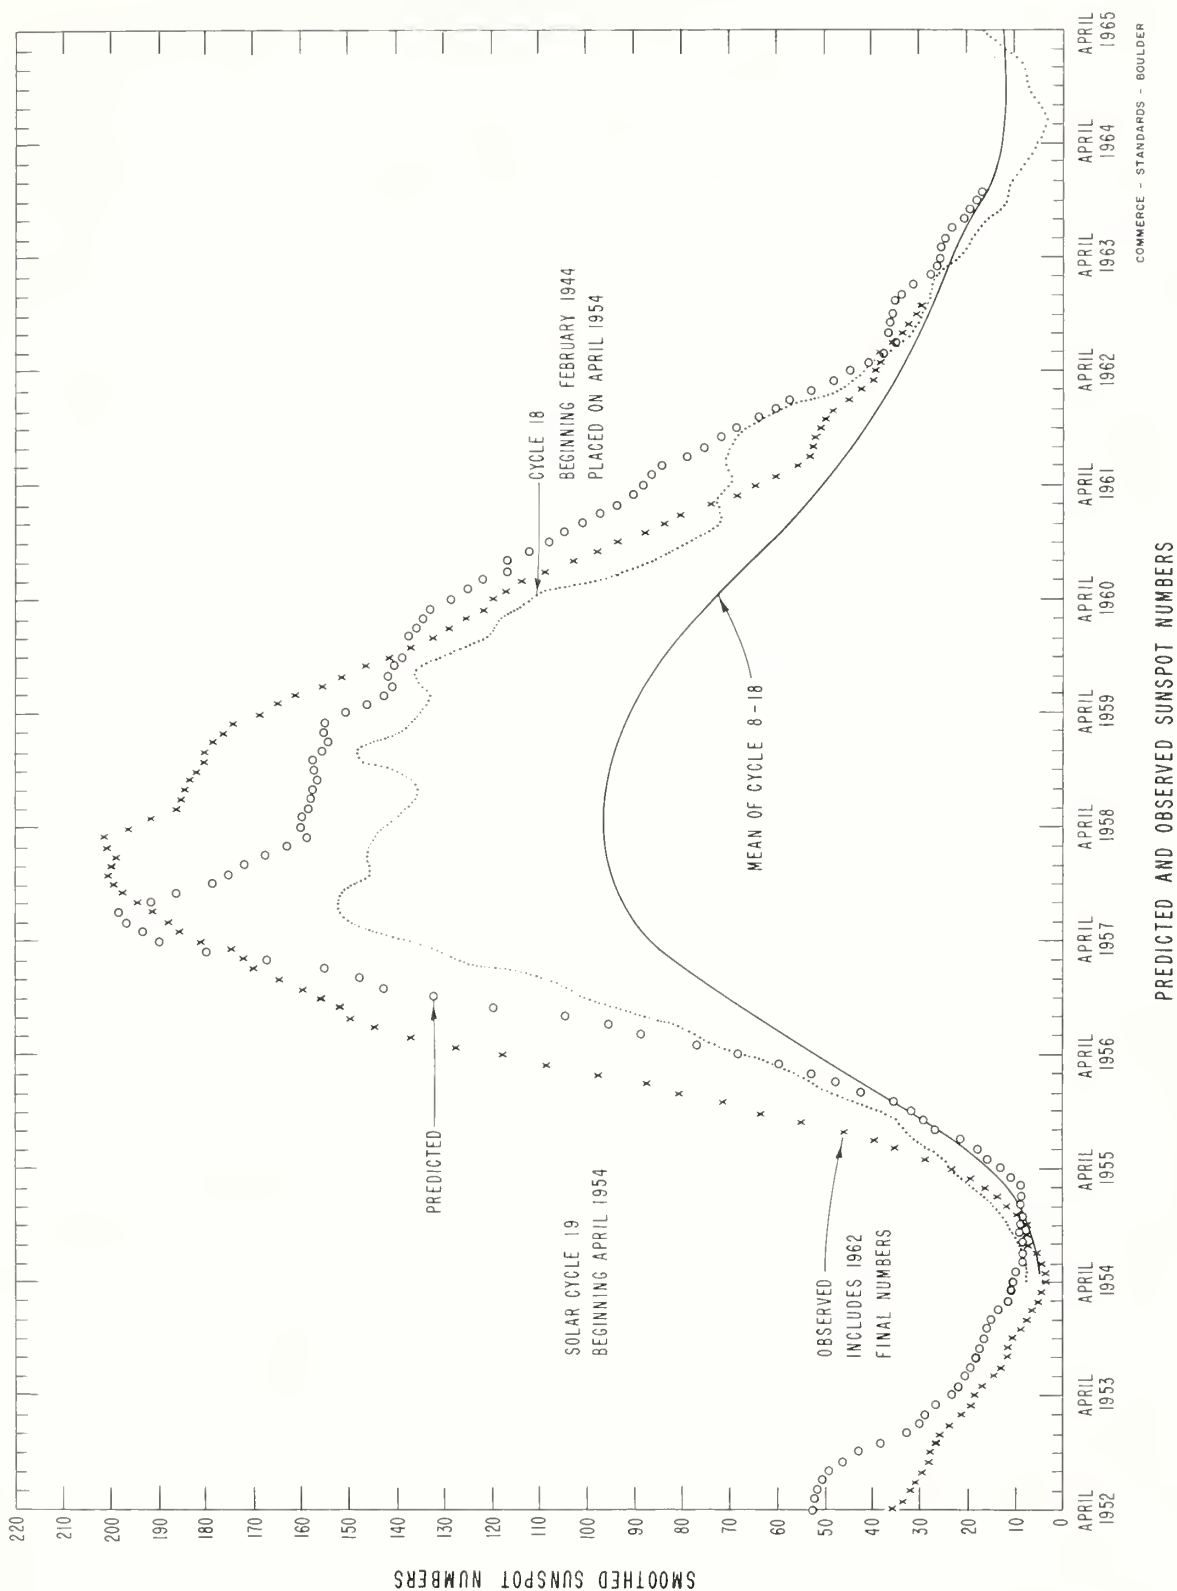 SMOOTHED SUNSPOT NUMBERS
220
210
200
190
180
170
160
150
140
130
120
110
100
90
80
70
60
50
40
30
20
10
0
PREDICTED
SOLAR CYCLE 19
BEGINNING APRIL 1954
OBSERVED
INCLUDES 1962
FINAL NUMBERS
MEAN OF CYCLE 8-18
CYCLE 18
BEGINNING FEBRUARY 1944
PLACED ON APRIL 1954
APRIL
1952
APRIL
1953
APRIL
1954
APRIL
1955
APRIL
1956
APRIL
1957
APRIL
1958
APRIL
1959
APRIL
1960
APRIL
1961
APRIL
1962
APRIL
1963
APRIL
1964
APRIL
1965
COMMERCE - STANDARDS - BOULDER
PREDICTED AND OBSERVED SUNSPOT NUMBERS